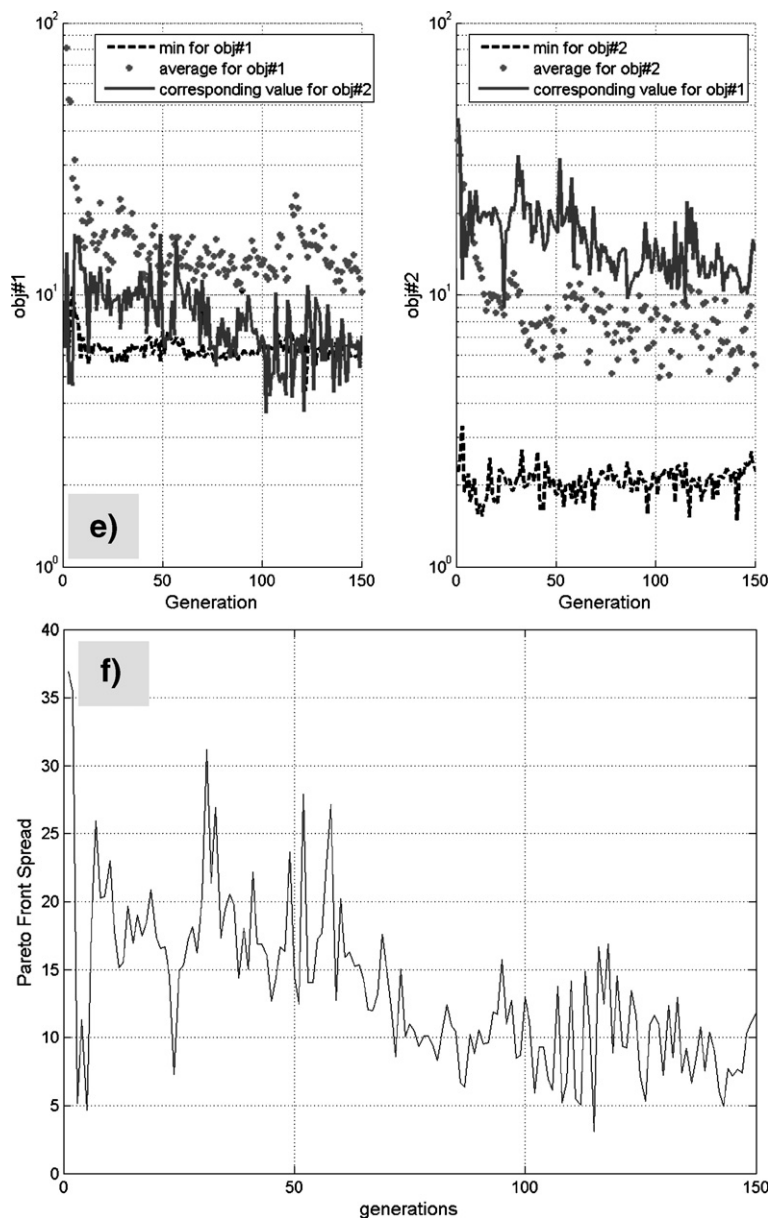 10²
10¹
10⁰
obj#1
min for obj#1
average for obj#1
corresponding value for obj#2
e)
0 50 100 150
Generation
10²
10¹
10⁰
obj#2
min for obj#2
average for obj#2
corresponding value for obj#1
0 50 100 150
Generation
f)
40
35
30
25
20
15
10
5
0
Pareto Front Spread
0 50 100 150
generations